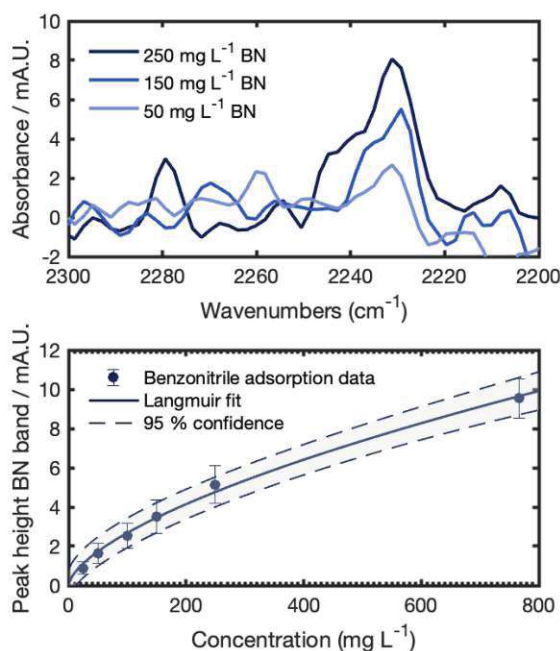 10
8
6
4
2
0
-2
Absorbance / mA.U.
250 mg L⁻¹ BN
150 mg L⁻¹ BN
50 mg L⁻¹ BN
2300 2280 2260 2240 2220 2200
Wavenumbers (cm⁻¹)
12
10
8
6
4
2
0
Peak height BN band / mA.U.
Benzonitrile adsorption data
Langmuir fit
95 % confidence
0 200 400 600 800
Concentration (mg L⁻¹)